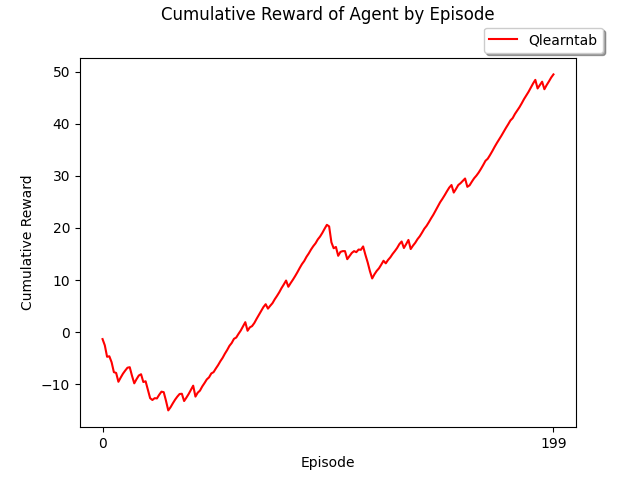 Cumulative Reward of Agent by Episode
Qlearntab
50
40
30
20
10
0
−10
Cumulative Reward
0
199
Episode